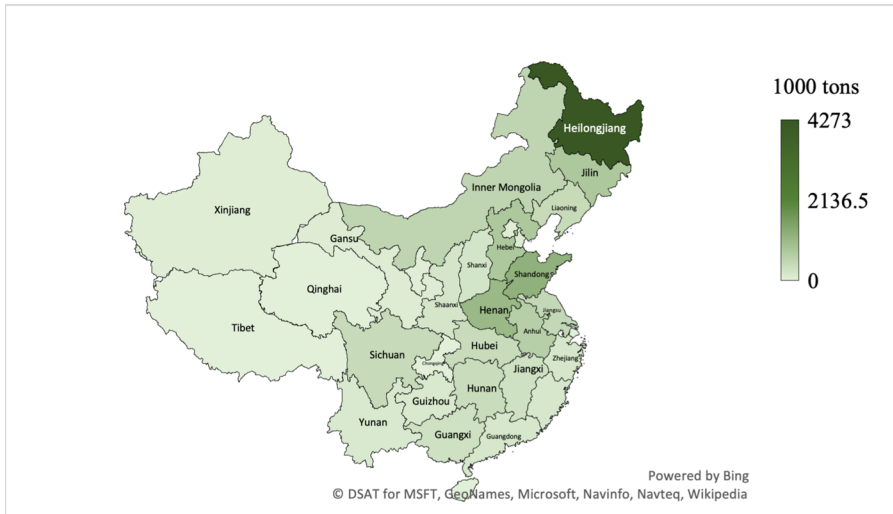 1000 tons
4273
2136.5
0
Heilongjiang
Jilin
Inner Mongolia
Liaoning
Xinjiang
Gansu
Hebei
Shanxi
Shandong
Qinghai
Shaanxi
Henan
Jiangsu
Tibet
Anhui
Sichuan
Hubei
Zhejiang
Chongqing
Jiangxi
Hunan
Guizhou
Yunan
Guangxi
Guangdong
Powered by Bing
© DSAT for MSFT, GeoNames, Microsoft, Navinfo, Navteq, Wikipedia